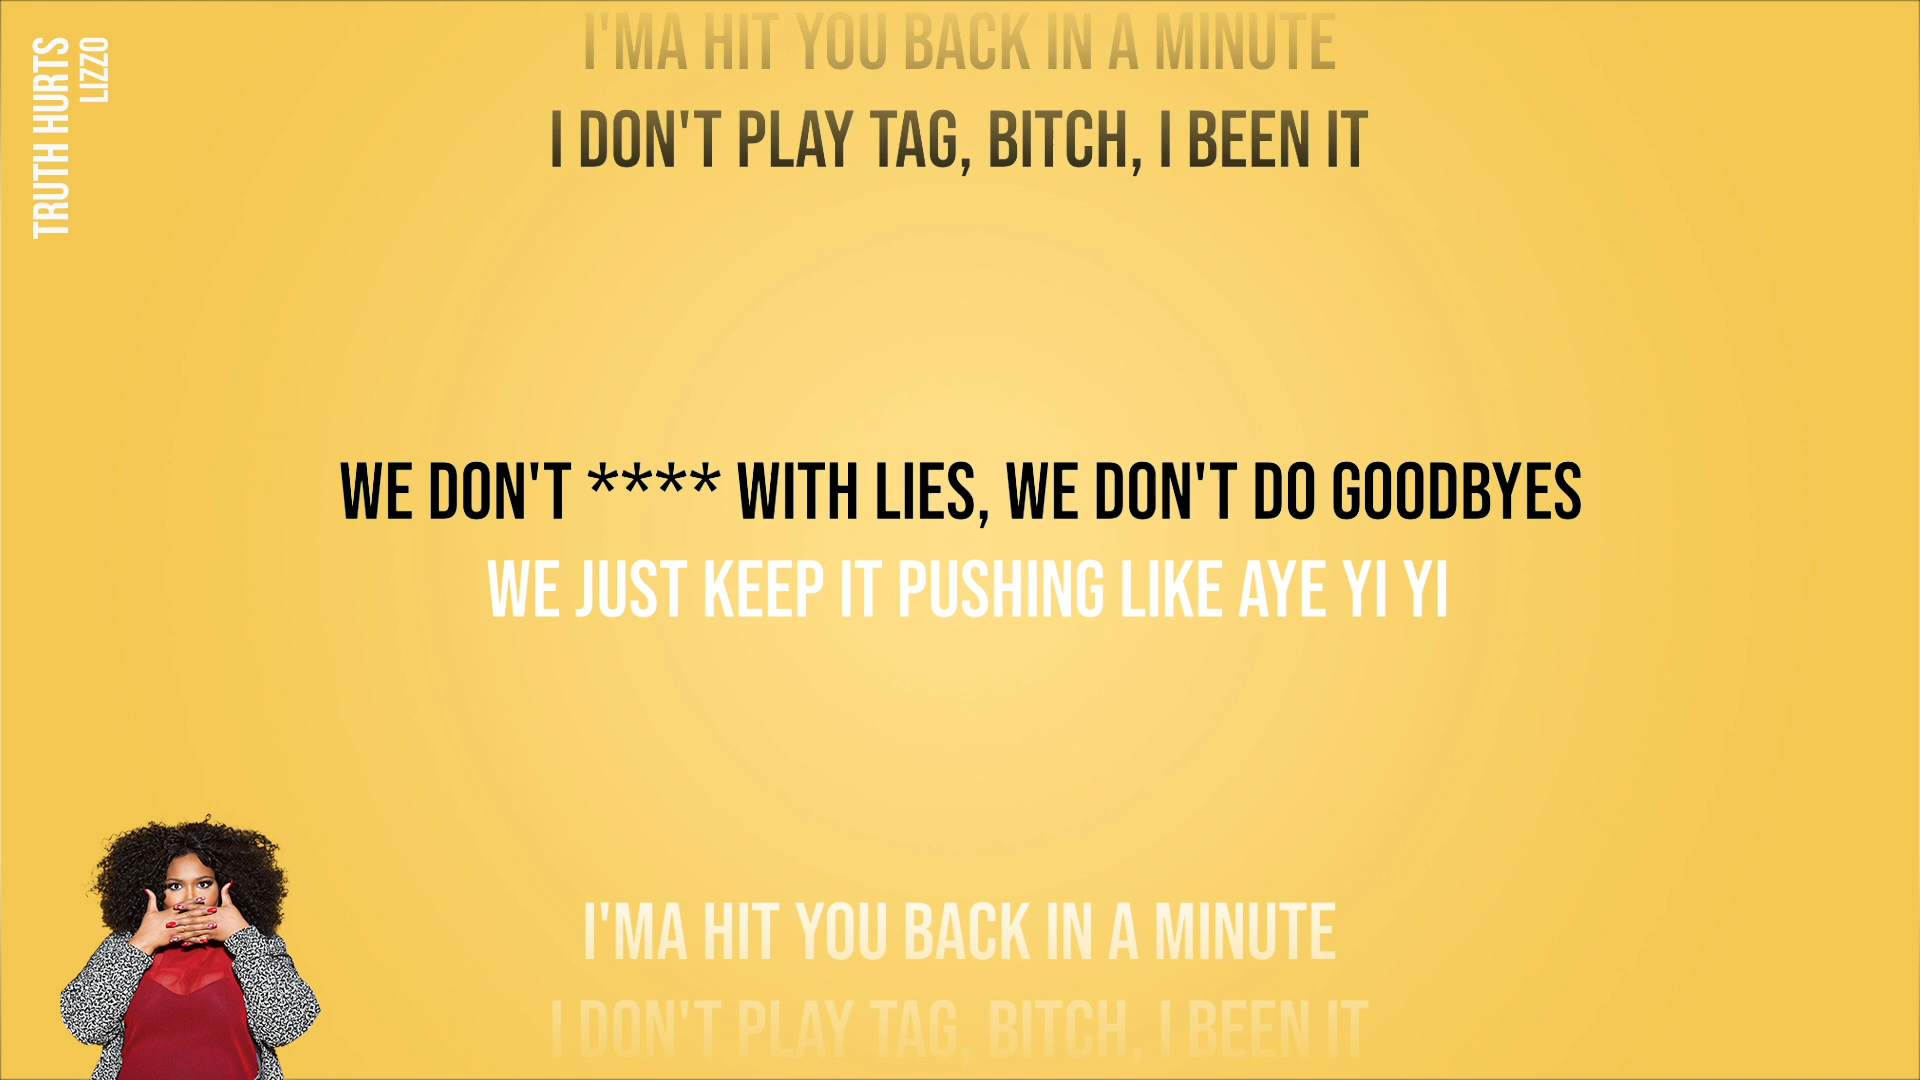 TRUTH HURTS
LIZZO
I'MA HIT YOU BACK IN A MINUTE
I DON'T PLAY TAG, BITCH, I BEEN IT
WE DON'T **** WITH LIES, WE DON'T DO GOODBYES
WE JUST KEEP IT PUSHING LIKE AYE YI YI
I'MA HIT YOU BACK IN A MINUTE
I DON'T PLAY TAG, BITCH, I BEEN IT